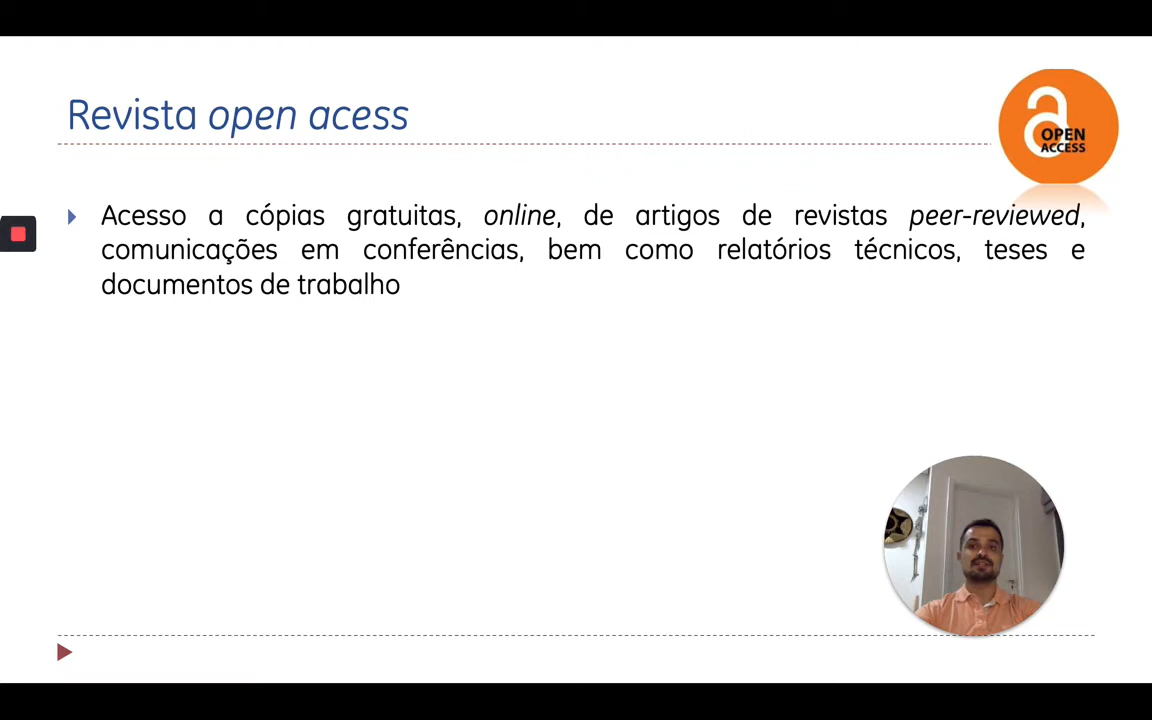 Revista open acess
OPEN
ACCESS
Acesso a cópias gratuitas, online, de artigos de revistas peer-reviewed,
comunicações em conferências, bem como relatórios técnicos, teses e
documentos de trabalho